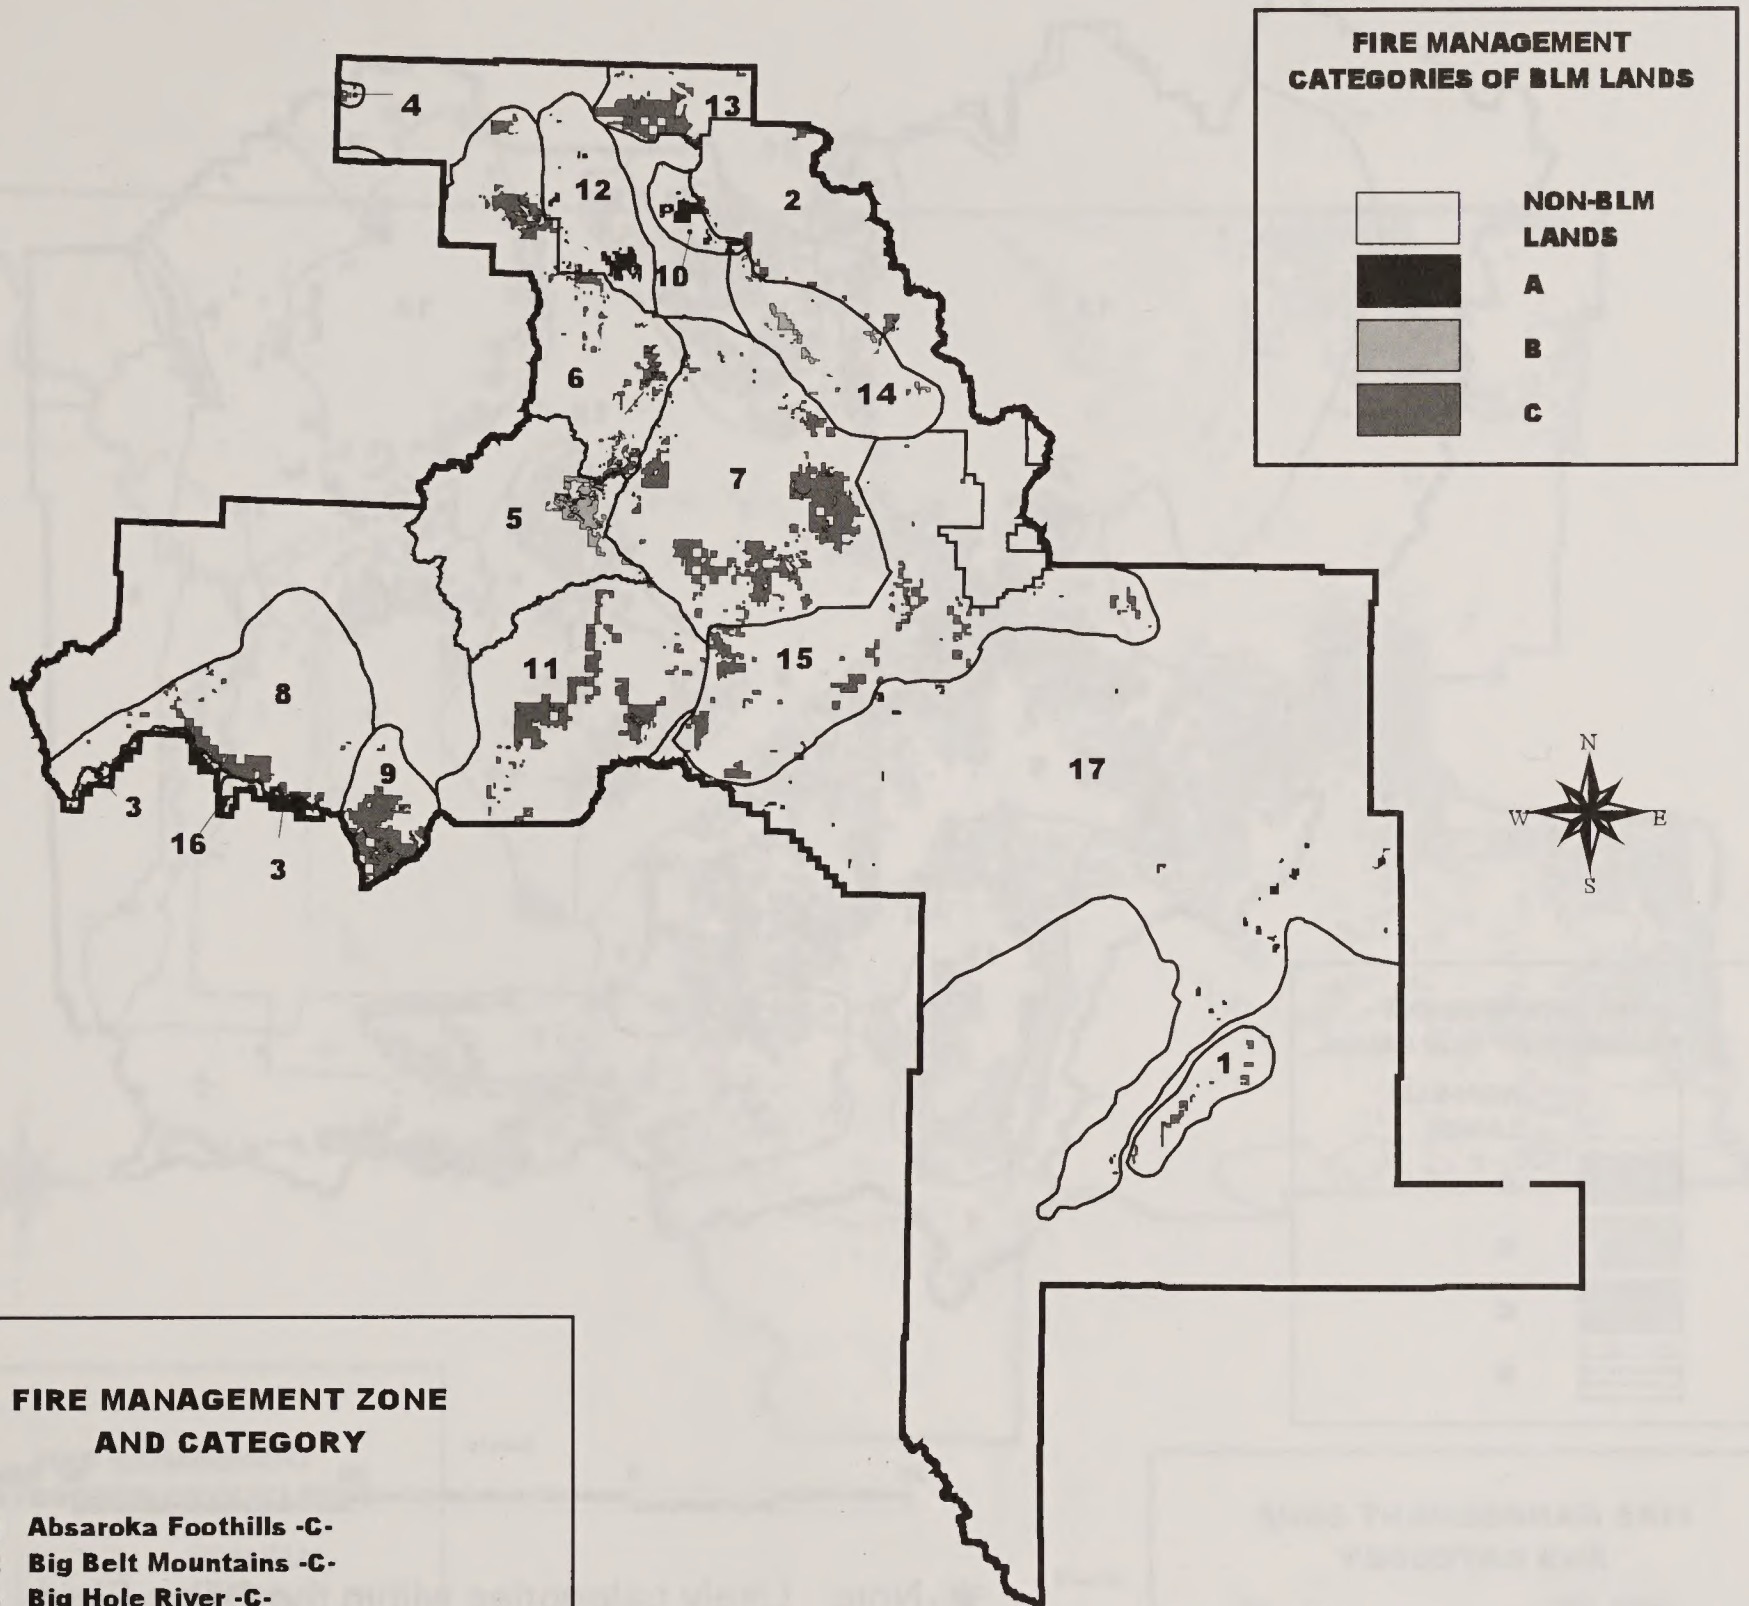 FIRE MANAGEMENT
CATEGORIES OF BLM LANDS
NON-BLM
LANDS
A
B
C
4
13
12
2
10
6
14
7
5
11
15
8
9
3
16
3
17
1
N
W
E
S
FIRE MANAGEMENT ZONE
AND CATEGORY
Absaroka Foothills -C-
Big Belt Mountains -C-
Big Hole River -C-